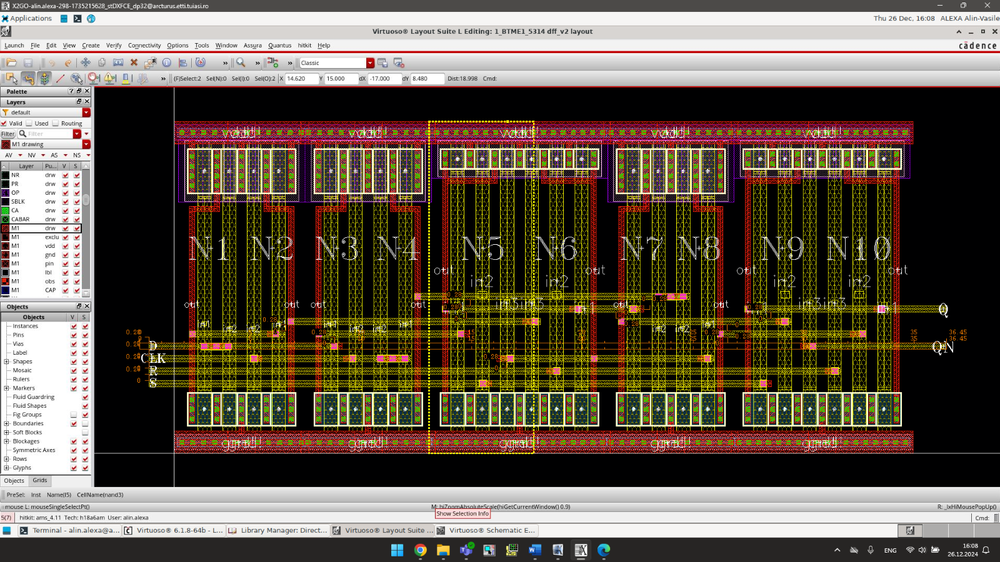 X2GO-alin.alexa-298-1735215628_stDXFCE_dp32@arcturus.etti.tuiasi.ro
Applications
Thu 26 Dec, 16:08 ALEXA Alin-Vasile
Virtuoso® Layout Suite L Editing: 1_BTME1_5314 dff_v2 layout
Launch File Edit View Create Verify Connectivity Options Tools Window Assura Quantus hitkit Help
cādence
» » » Classic
» (F)Select:2 Sel(N):0 Sel(I):0 Sel(O):2 X 14.620 Y 15.000 dX -17.000 dY 8.480 Dist:18.998 Cmd:
Palette
Layers
default
Valid Used Routing
Filter Filter
M1 drawing
AV NV AS NS
Layer Pu... V S
NR drw
PR drw
OP drw
SBLK drw
CA drw
CABAR drw
M1 drw
M1 exclu
M1 vdd
M1 gnd
M1 pin
M1 lbl
M1 obs
M1 CAP
Objects
Objects V S
Instances
Pins
Vias
Label
Shapes
Mosaic
Rulers
Markers
Fluid Guardring
Fluid Shapes
Fig Groups
Boundaries
Soft Blocks
Blockages
Symmetric Axes
Rows
Glyphs
Objects Grids
N1 N2 N3 N4 N5 N6 N7 N8 N9 N10
out out out out
in2 in2 in2 in2
out out out out out out
Q
D
QN
CLK
R
S
PreSel: Inst Name(I5) CellName(nand3)
mouse L: mouseSingleSelectPt()
M: hiZoomAbsoluteScale(hiGetCurrentWindow() 0.9)
R: _lxHiMousePopUp()
Show Selection Info
5(7) hitkit: ams_4.11 Tech: h18a6am User: alin.alexa
Cmd:
Terminal - alin.alexa@a...
Virtuoso® 6.1.8-64b - L...
Library Manager: Direct...
Virtuoso® Layout Suite ...
Virtuoso® Schematic E...
ENG
16:08
26.12.2024